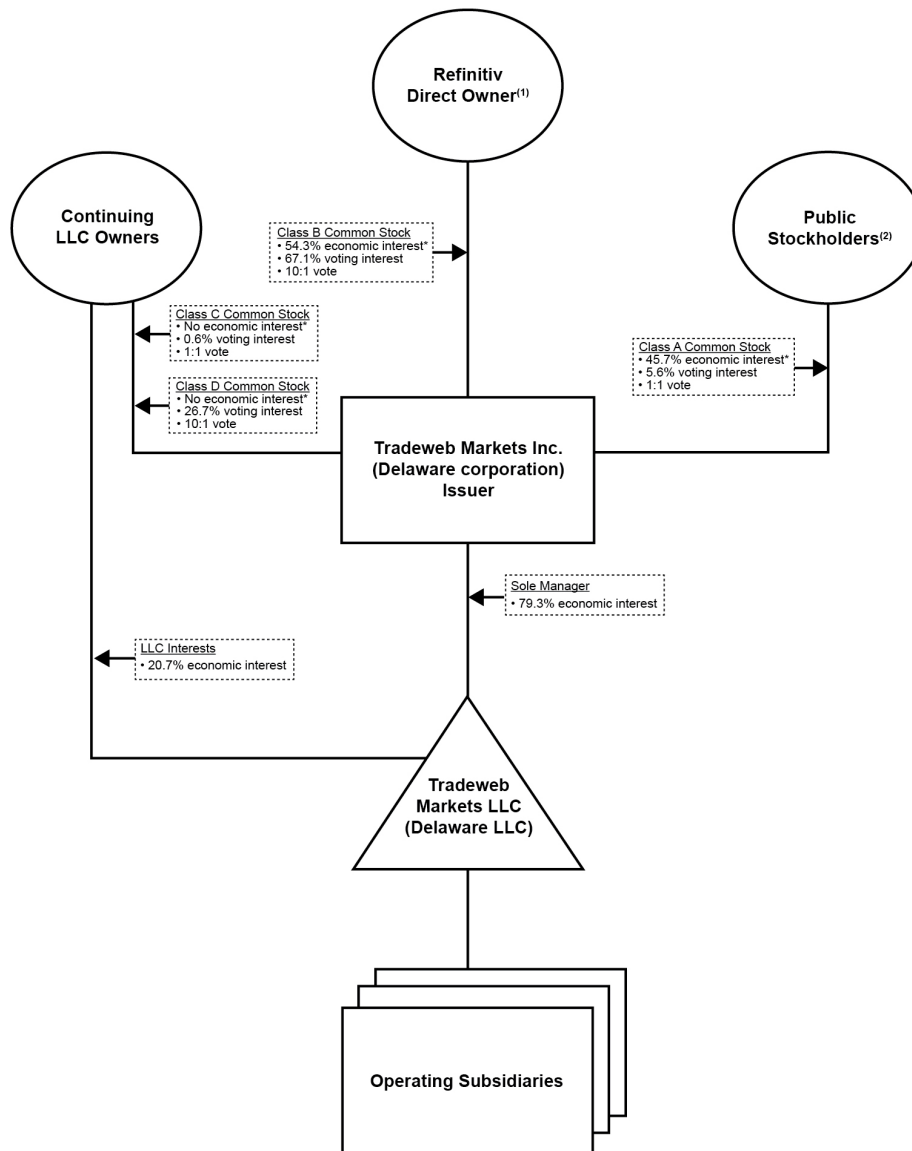 Refinitiv
Direct Owner(1)
Continuing
LLC Owners
Public
Stockholders(2)
Class B Common Stock
• 54.3% economic interest*
• 67.1% voting interest
• 10:1 vote
Class C Common Stock
• No economic interest*
• 0.6% voting interest
• 1:1 vote
Class A Common Stock
• 45.7% economic interest*
• 5.6% voting interest
• 1:1 vote
Class D Common Stock
• No economic interest*
• 26.7% voting interest
• 10:1 vote
Tradeweb Markets Inc.
(Delaware corporation)
Issuer
Sole Manager
• 79.3% economic interest
LLC Interests
• 20.7% economic interest
Tradeweb
Markets LLC
(Delaware LLC)
Operating Subsidiaries